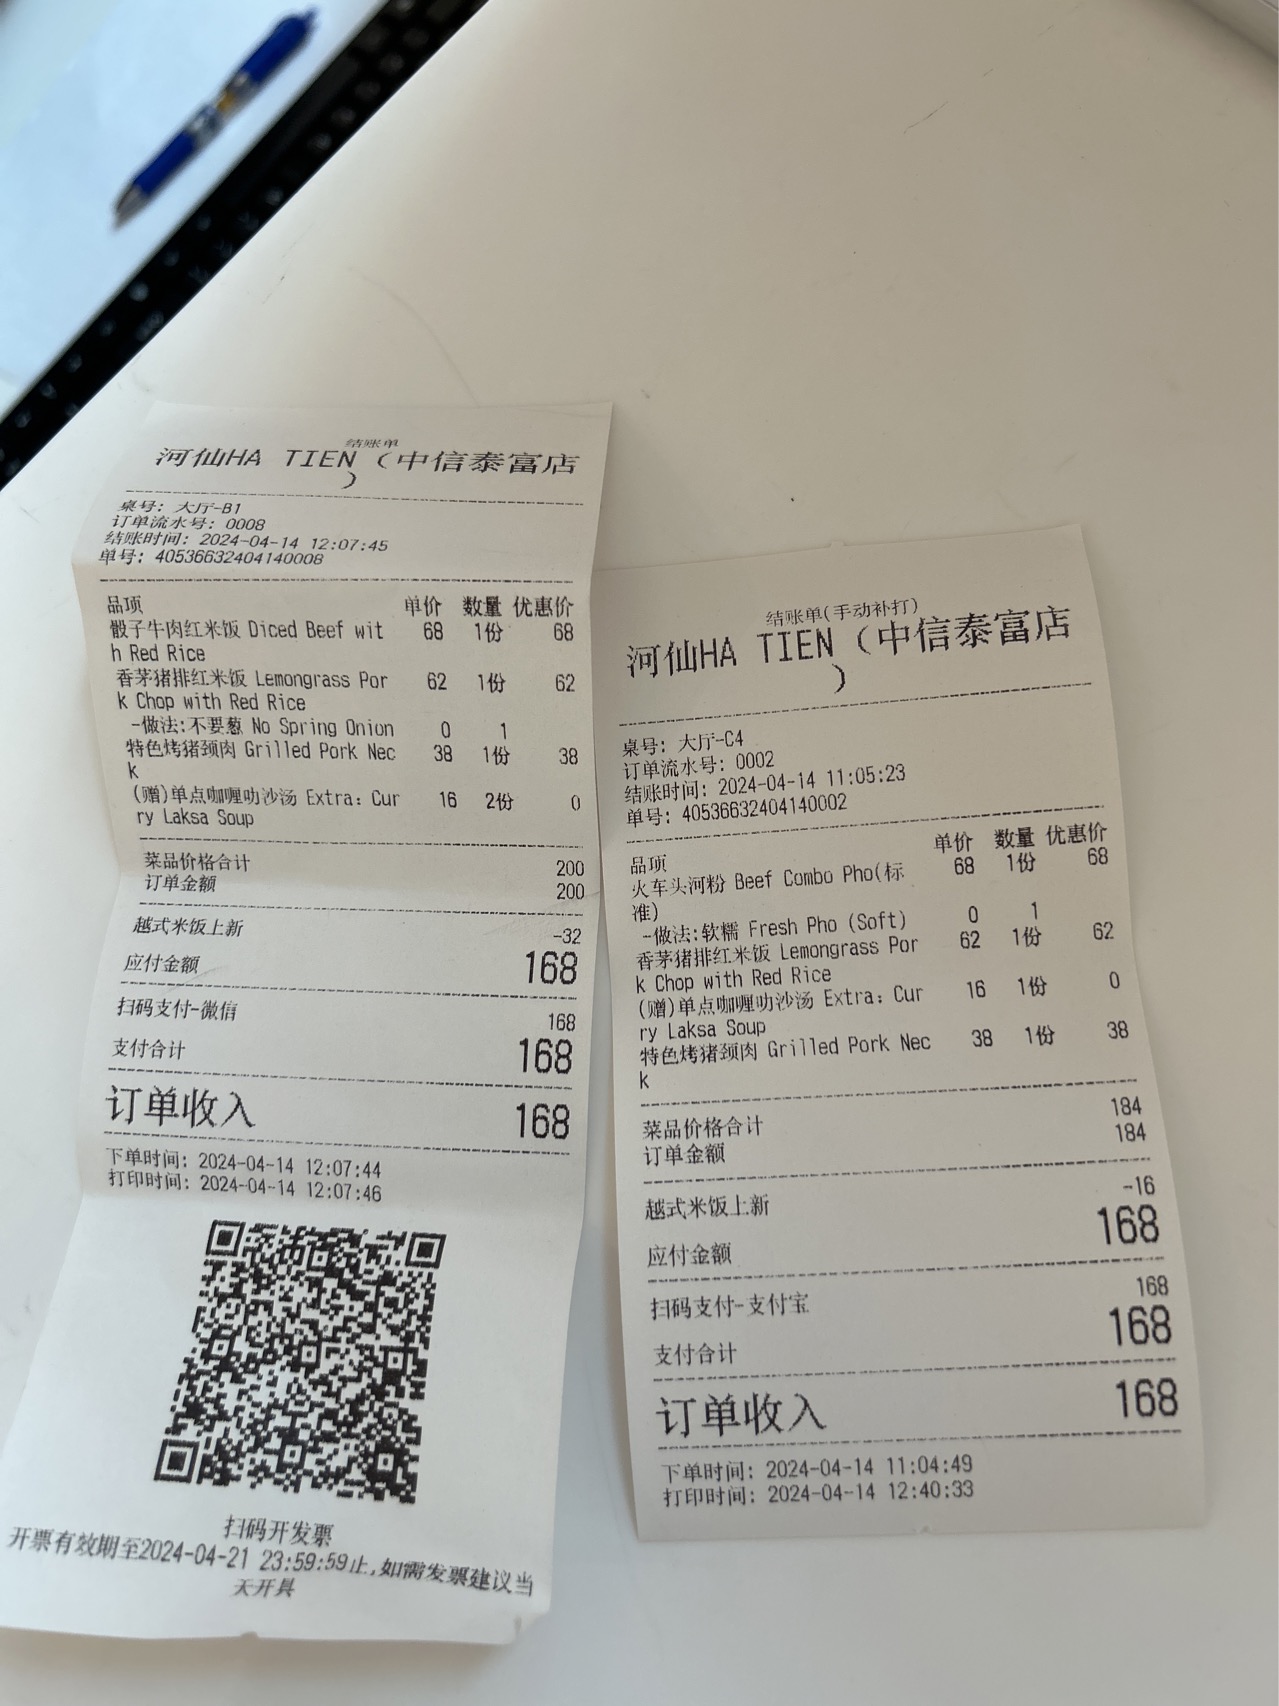 结账单
河仙HA TIEN（中信泰富店
）
桌号: 大厅-B1
订单流水号: 0008
结账时间: 2024-04-14 12:07:45
单号: 40536632404140008
品项 单价 数量 优惠价
骰子牛肉红米饭 Diced Beef wit 68 1份 68
h Red Rice
香茅猪排红米饭 Lemongrass Por 62 1份 62
k Chop with Red Rice
-做法:不要葱 No Spring Onion 0 1
特色烤猪颈肉 Grilled Pork Nec 38 1份 38
k
(赠)单点咖喱叻沙汤 Extra: Cur 16 2份 0
ry Laksa Soup
菜品价格合计 200
订单金额 200
越式米饭上新 -32
应付金额 168
扫码支付-微信 168
支付合计 168
订单收入 168
下单时间: 2024-04-14 12:07:44
打印时间: 2024-04-14 12:07:46
扫码开发票
开票有效期至2024-04-21 23:59:59止,如需发票建议当
天开具
结账单(手动补打)
河仙HA TIEN（中信泰富店
）
桌号: 大厅-C4
订单流水号: 0002
结账时间: 2024-04-14 11:05:23
单号: 40536632404140002
品项 单价 数量 优惠价
火车头河粉 Beef Combo Pho(标 68 1份 68
准)
-做法:软糯 Fresh Pho (Soft) 0 1
香茅猪排红米饭 Lemongrass Por 62 1份 62
k Chop with Red Rice
(赠)单点咖喱叻沙汤 Extra: Cur 16 1份 0
ry Laksa Soup
特色烤猪颈肉 Grilled Pork Nec 38 1份 38
k
菜品价格合计 184
订单金额 184
越式米饭上新 -16
应付金额 168
扫码支付-支付宝 168
支付合计 168
订单收入 168
下单时间: 2024-04-14 11:04:49
打印时间: 2024-04-14 12:40:33